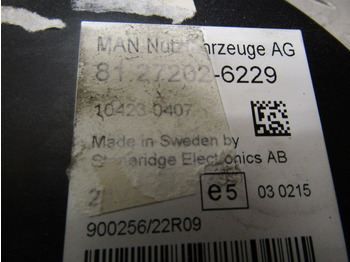 MAN Nutzfahrzeuge AG
81.27202-6229
10423-0407
Made in Sweden by
Stoneridge Electronics AB
2
e5 03 0215
900256/22R09